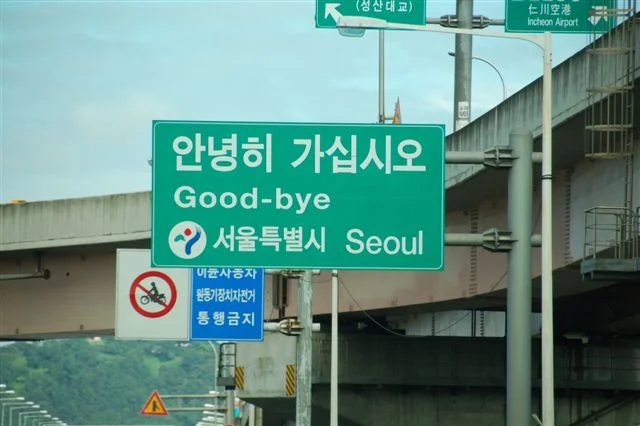 (성산대교)
仁川空港
Incheon Airport
안녕히 가십시오
Good-bye
서울특별시 Seoul
이륜자동차
원동기장치자전거
통행금지